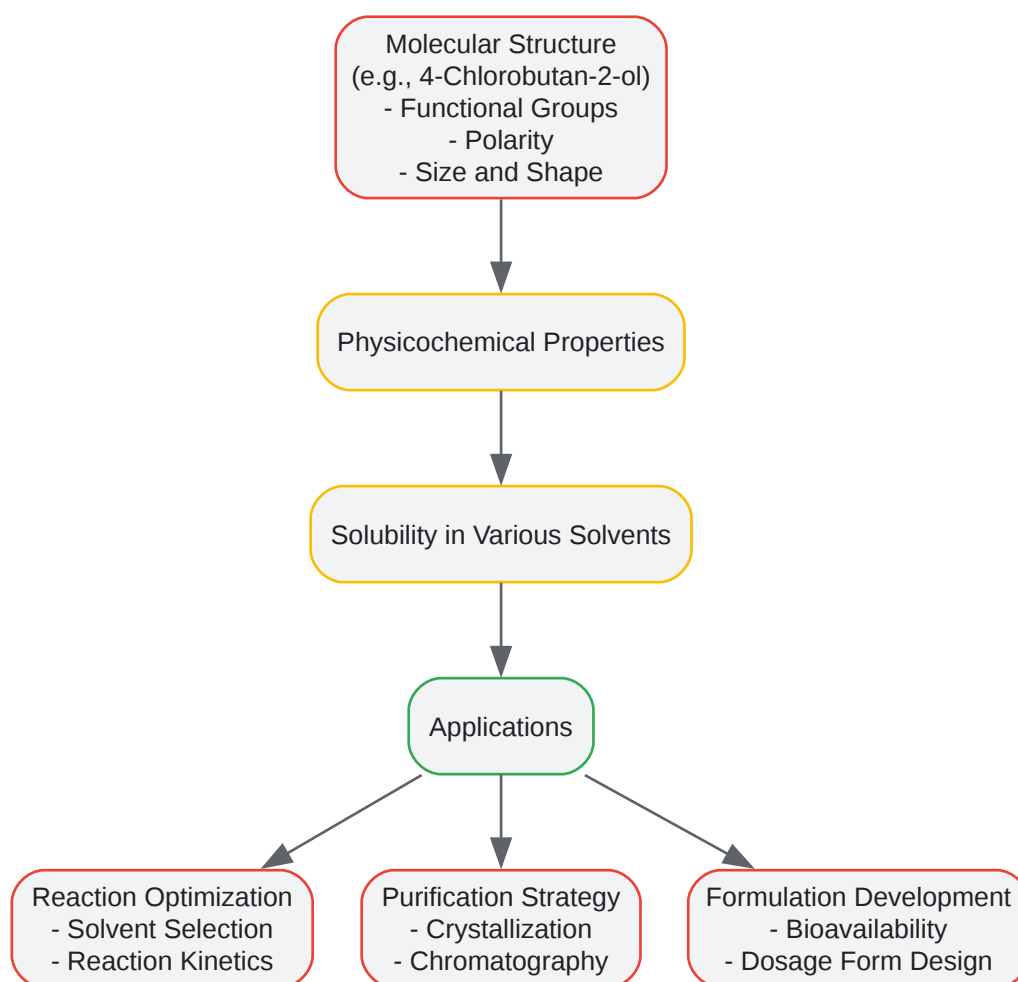 Molecular Structure
(e.g., 4-Chlorobutan-2-ol)
- Functional Groups
- Polarity
- Size and Shape
Physicochemical Properties
Solubility in Various Solvents
Applications
Reaction Optimization
- Solvent Selection
- Reaction Kinetics
Purification Strategy
- Crystallization
- Chromatography
Formulation Development
- Bioavailability
- Dosage Form Design